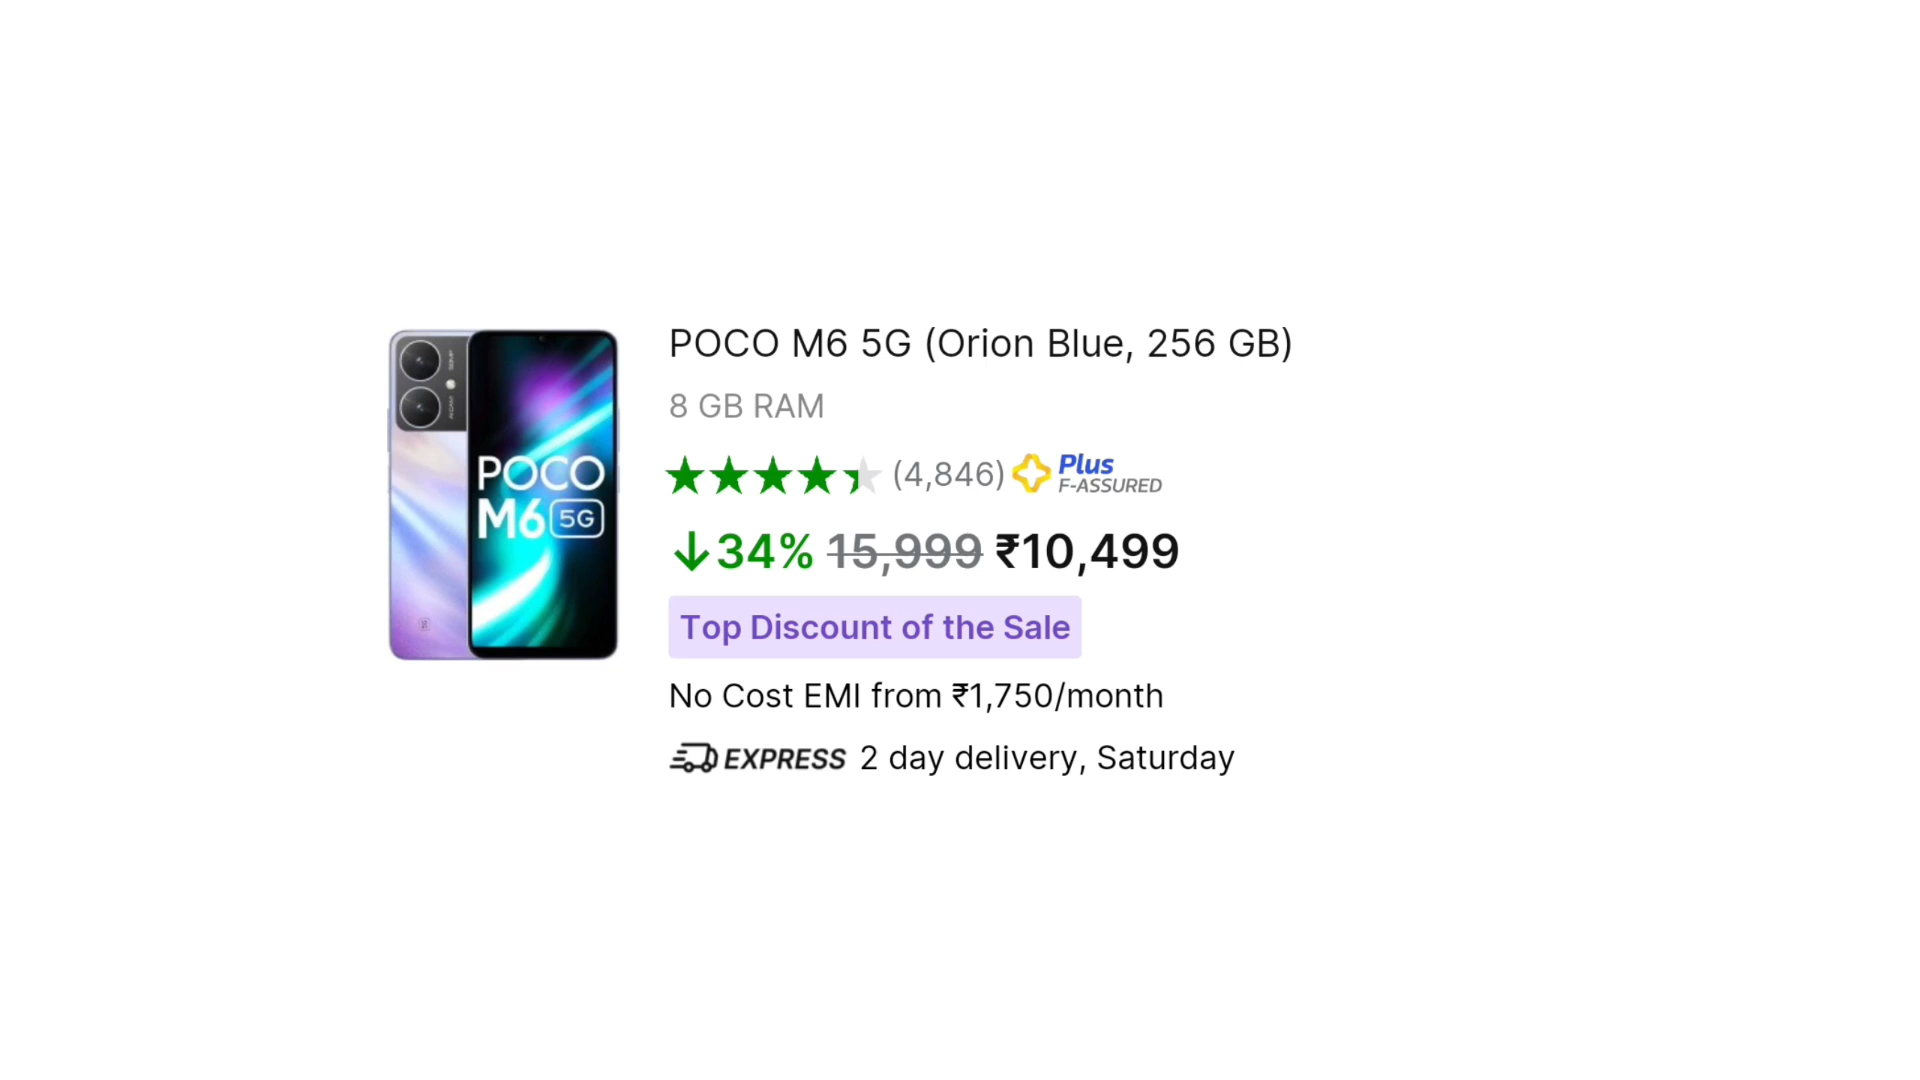 POCO M6 5G (Orion Blue, 256 GB)
8 GB RAM
(4,846) Plus F-ASSURED
↓34% 15,999 ₹10,499
Top Discount of the Sale
No Cost EMI from ₹1,750/month
EXPRESS 2 day delivery, Saturday
POCO
M6 5G